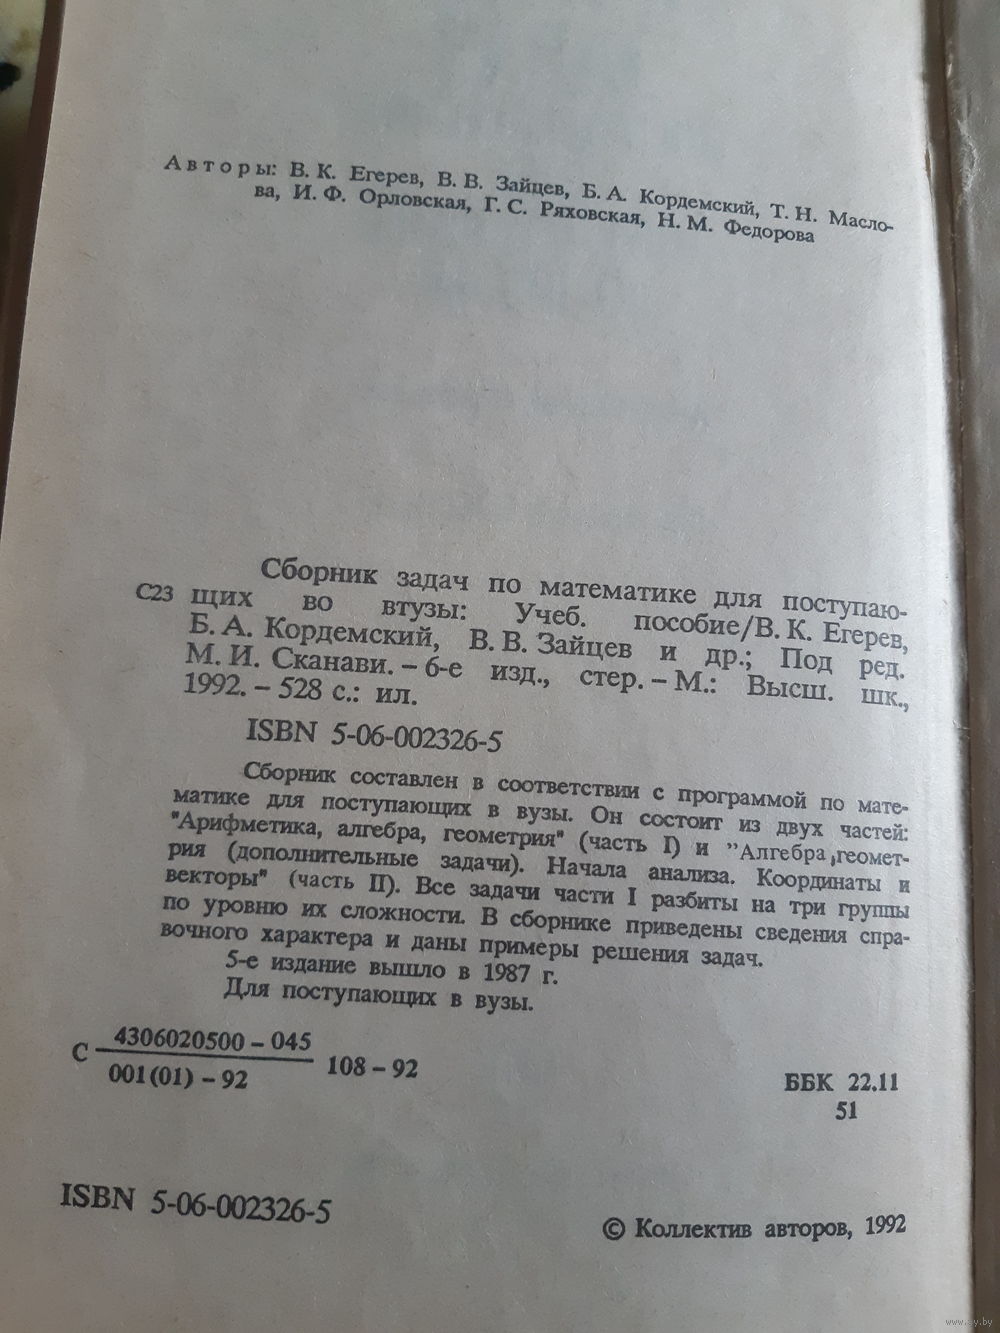 Авторы: В. К. Егерев, В. В. Зайцев, Б. А. Кордемский, Т. Н. Масло-
ва, И. Ф. Орловская, Г. С. Ряховская, Н. М. Федорова
Сборник задач по математике для поступаю-
С23 щих во втузы: Учеб. пособие/В. К. Егерев,
Б. А. Кордемский, В. В. Зайцев и др.; Под ред.
М. И. Сканави. – 6-е изд., стер. – М.: Высш. шк.,
1992. – 528 с.: ил.
ISBN 5-06-002326-5
Сборник составлен в соответствии с программой по мате-
матике для поступающих в вузы. Он состоит из двух частей:
"Арифметика, алгебра, геометрия" (часть I) и ”Алгебра,геомет-
рия (дополнительные задачи). Начала анализа. Координаты и
векторы" (часть II). Все задачи части I разбиты на три группы
по уровню их сложности. В сборнике приведены сведения спра-
вочного характера и даны примеры решения задач.
5-е издание вышло в 1987 г.
Для поступающих в вузы.
4306020500 – 045
С 108 – 92
001(01) – 92
ББК 22.11
51
ISBN 5-06-002326-5
© Коллектив авторов, 1992